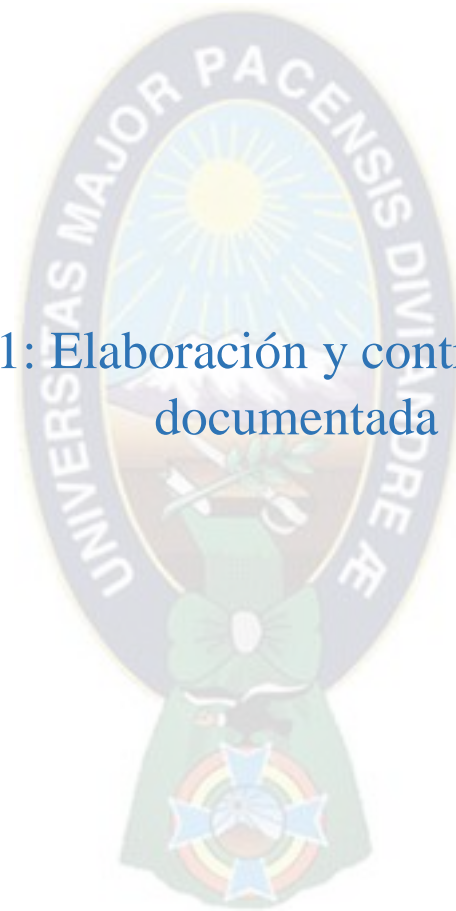 1: Elaboración y cont
documentada
UNIVERSITAS MAJOR PACENSIS DIVI ANDRE Æ